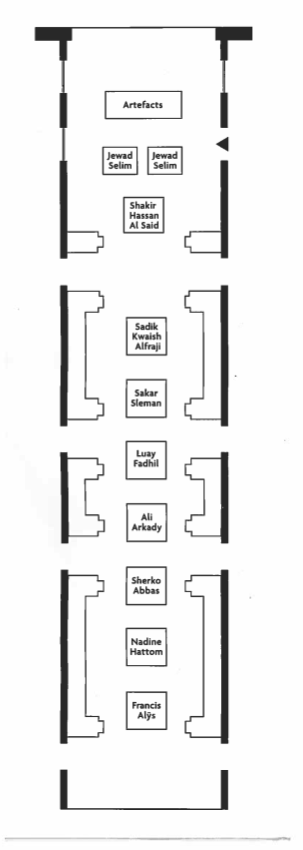 Artefacts
Jewad
Selim
Jewad
Selim
Shakir
Hassan
Al Said
Sadik
Kwaish
Alfraji
Sakar
Sleman
Luay
Fadhil
Ali
Arkady
Sherko
Abbas
Nadine
Hattom
Francis
Alÿs